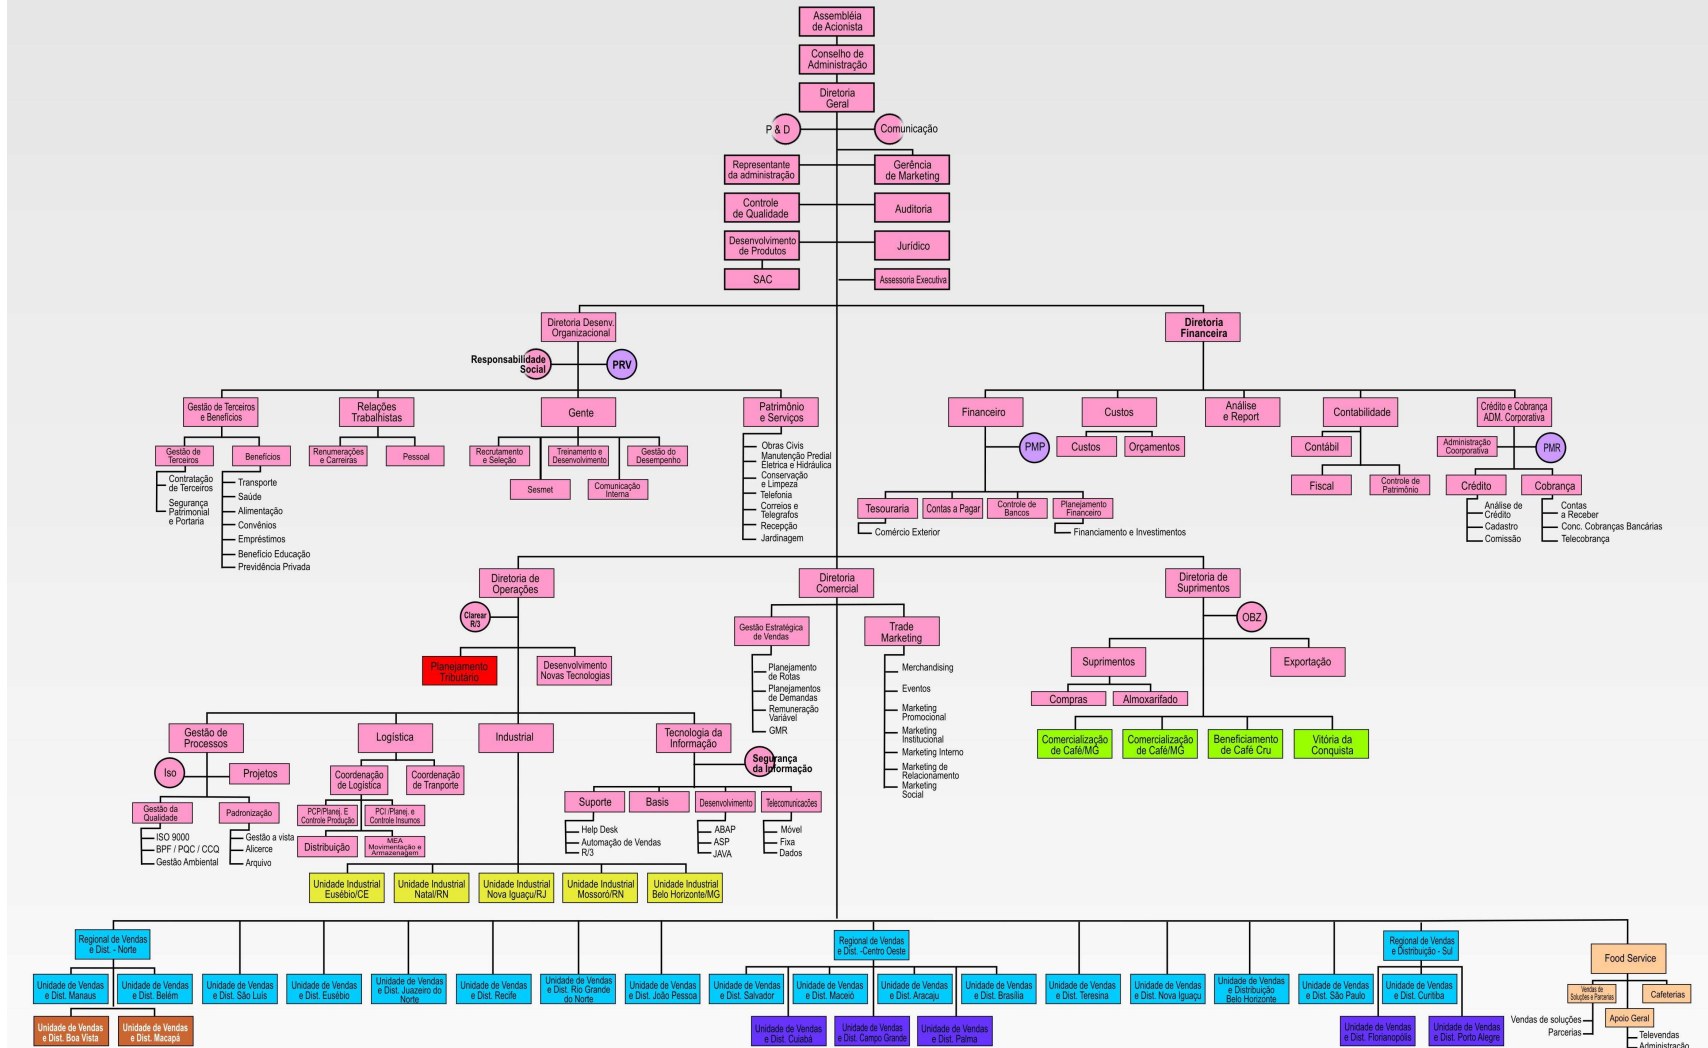 Assembléia
de Acionista
Conselho de
Administração
Diretoria
Geral
P & D
Comunicação
Representante
da administração
Gerência
de Marketing
Controle
de Qualidade
Auditoria
Desenvolvimento
de Produtos
Jurídico
SAC
Assessoria Executiva
Diretoria Desenv.
Organizacional
Diretoria
Financeira
Responsabilidade
Social
PRV
Gestão de Terceiros
e Benefícios
Relações
Trabalhistas
Gente
Patrimônio
e Serviços
Financeiro
Custos
Análise
e Report
Contabilidade
Crédito e Cobrança
ADM. Corporativa
Gestão de
Terceiros
Benefícios
Renumerações
e Carreiras
Pessoal
Recrutamento
e Seleção
Treinamento e
Desenvolvimento
Gestão do
Desempenho
Sesmet
Comunicação
Interna
Contratação
de Terceiros
Segurança
Patrimonial
e Portaria
Transporte
Saúde
Alimentação
Convênios
Empréstimos
Benefício Educação
Previdência Privada
Obras Civis
Manutenção Predial
Eletrica e Hidráulica
Conservação
e Limpeza
Telefonia
Correios e
Telegrafos
Recepção
Jardinagem
PMP
Custos
Orçamentos
Contábil
Administração
Coorporativa
PMR
Tesouraria
Contas a Pagar
Controle de
Bancos
Planejamento
Financeiro
Fiscal
Controle de
Patrimônio
Crédito
Cobrança
Comércio Exterior
Financiamento e Investimentos
Análise de
Crédito
Cadastro
Comissão
Contas
a Receber
Conc. Cobranças Bancárias
Telecobrança
Diretoria de
Operações
Diretoria
Comercial
Diretoria de
Suprimentos
Clarear
R/3
OBZ
Planejamento
Tributário
Desenvolvimento
Novas Tecnologias
Gestão Estratégica
de Vendas
Trade
Marketing
Suprimentos
Exportação
Planejamento
de Rotas
Planejamentos
de Demandas
Remuneração
Variável
GMR
Merchandising
Eventos
Marketing
Promocional
Marketing
Institucional
Marketing Interno
Marketing de
Relacionamento
Marketing
Social
Compras
Almoxarifado
Comercialização
de Café/MG
Comercialização
de Café/MG
Beneficiamento
de Café Cru
Vitória da
Conquista
Gestão de
Processos
Logística
Industrial
Tecnologia da
Informação
Iso
Projetos
Coordenação
de Logística
Coordenação
de Tranporte
Segurança
da Informação
Gestão da
Qualidade
Padronização
PCP/Planej. E
Controle Produção
PCI /Planej. e
Controle Insumos
Suporte
Basis
Desenvolvimento
Telecomunicações
ISO 9000
BPF / PQC / CCQ
Gestão Ambiental
Gestão a vista
Alicerce
Arquivo
Distribuição
MEA:
Movimentação e
Armazenagem
Help Desk
Automação de Vendas
R/3
ABAP
ASP
JAVA
Móvel
Fixa
Dados
Unidade Industrial
Eusébio/CE
Unidade Industrial
Natal/RN
Unidade Industrial
Nova Iguaçu/RJ
Unidade Industrial
Mossoró/RN
Unidade Industrial
Belo Horizonte/MG
Regional de Vendas
e Dist. - Norte
Regional de Vendas
e Dist. -Centro Oeste
Regional de Vendas
e Distribuição - Sul
Food Service
Unidade de Vendas
e Dist. Manaus
Unidade de Vendas
e Dist. Belém
Unidade de Vendas
e Dist. São Luis
Unidade de Vendas
e Dist. Eusébio
Unidade de Vendas
e Dist. Juazeiro do
Norte
Unidade de Vendas
e Dist. Recife
Unidade de Vendas
e Dist. Rio Grande
do Norte
Unidade de Vendas
e Dist. João Pessoa
Unidade de Vendas
e Dist. Salvador
Unidade de Vendas
e Dist. Maceió
Unidade de Vendas
e Dist. Aracaju
Unidade de Vendas
e Dist. Brasília
Unidade de Vendas
e Dist. Teresina
Unidade de Vendas
e Dist. Nova Iguaçu
Unidade de Vendas
e Distribuição
Belo Horizonte
Unidade de Vendas
e Dist. São Paulo
Unidade de Vendas
e Dist. Curitiba
Vendas de
Soluções e Parcerias
Cafeterias
Unidade de Vendas
e Dist. Boa Vista
Unidade de Vendas
e Dist. Macapá
Unidade de Vendas
e Dist. Cuiabá
Unidade de Vendas
e Dist. Campo Grande
Unidade de Vendas
e Dist. Palma
Unidade de Vendas
e Dist. Florianópolis
Unidade de Vendas
e Dist. Porto Alegre
Vendas de soluções
Parcerias
Apoio Geral
Televendas
Administração